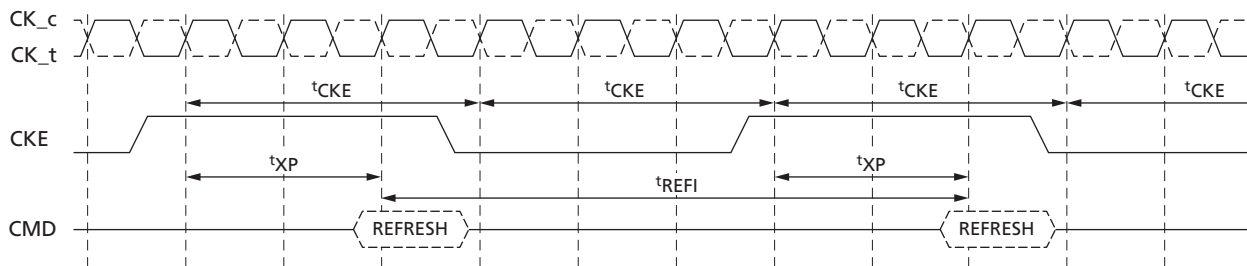 CK_c
CK_t
tCKE tCKE tCKE tCKE
CKE
tXP tXP
tREFI
CMD REFRESH REFRESH